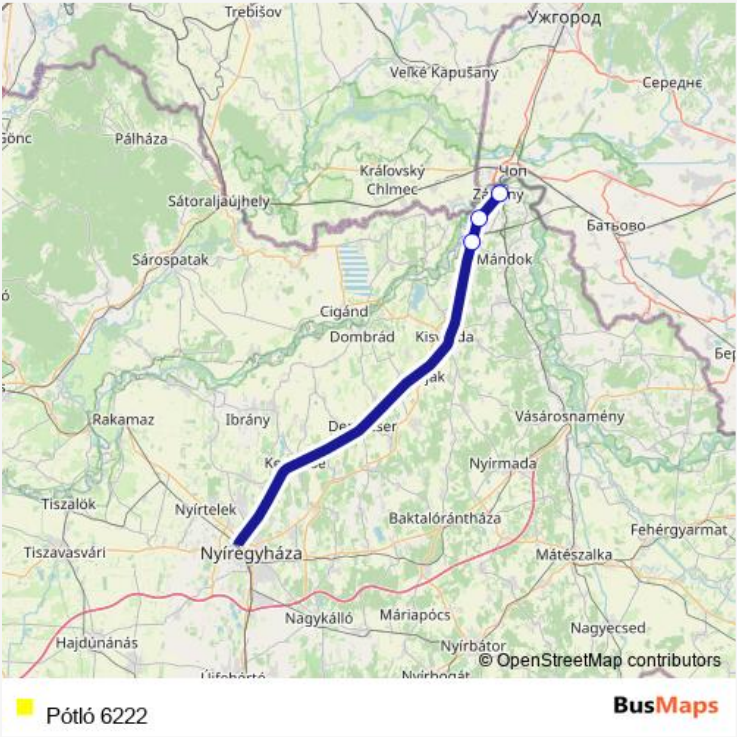 Trebišov
Ужгород
Veľké Kapušany
Середнє
Gönc
Pálháza
Kráľovský
Chlmec
Чоп
Sátoraljaújhely
Батьово
Sárospatak
Mándok
Cigánd
Dombrád
Rakamaz
Ibrány
Vásárosnamény
Nyírmada
Tiszalök
Nyírtelek
Baktalórántháza
Fehérgyarmat
Tiszavasvári
Nyíregyháza
Mátészalka
Nagykálló
Máriapócs
Nagyecsed
Hajdúnánás
Nyírbátor
© OpenStreetMap contributors
Pótló 6222
BusMaps